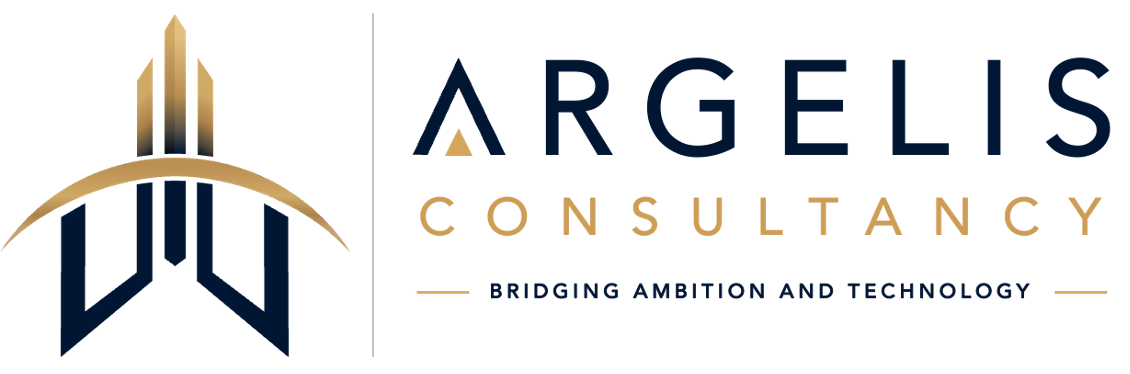 ARGELIS
CONSULTANCY
BRIDGING AMBITION AND TECHNOLOGY